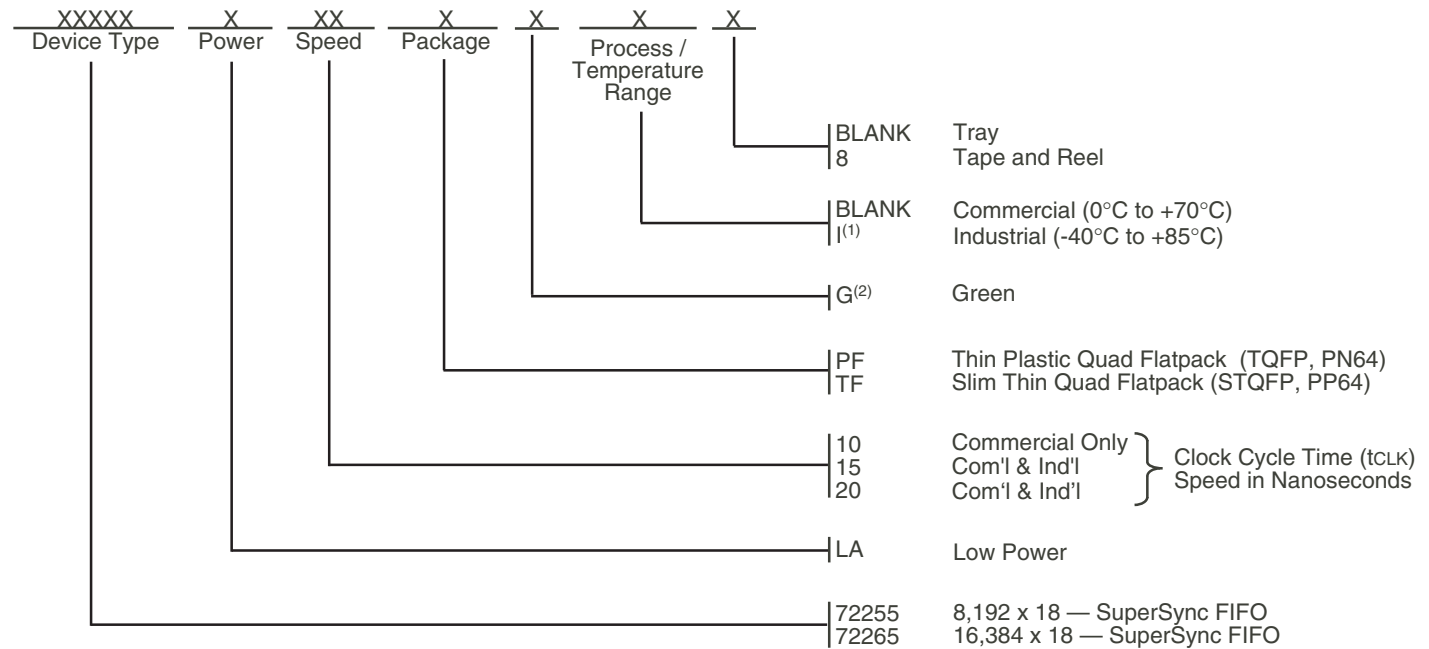 XXXXX X XX X X X X
Device Type Power Speed Package Process /
Temperature
Range
BLANK Tray
8 Tape and Reel
BLANK Commercial (0°C to +70°C)
I(1) Industrial (-40°C to +85°C)
G(2) Green
PF Thin Plastic Quad Flatpack (TQFP, PN64)
TF Slim Thin Quad Flatpack (STQFP, PP64)
10 Commercial Only
15 Com'l & Ind'l
20 Com‘l & Ind’l
Clock Cycle Time (tCLK)
Speed in Nanoseconds
LA Low Power
72255 8,192 x 18 — SuperSync FIFO
72265 16,384 x 18 — SuperSync FIFO